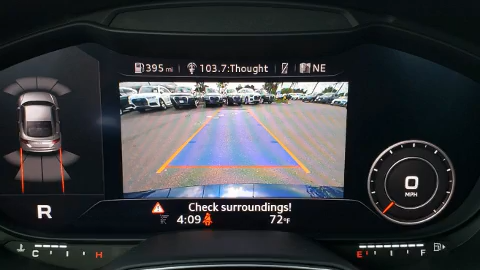 395 mi 103.7:Thought NE
R
0
MPH
Check surroundings!
4:09 72°F
C H
E F